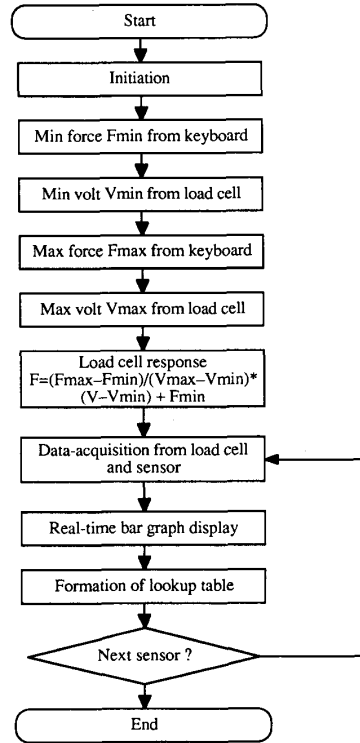 Start
Initiation
Min force Fmin from keyboard
Min volt Vmin from load cell
Max force Fmax from keyboard
Max volt Vmax from load cell
Load cell response
F=(Fmax–Fmin)/(Vmax–Vmin)*
(V–Vmin) + Fmin
Data-acquisition from load cell
and sensor
Real-time bar graph display
Formation of lookup table
Next sensor ?
End